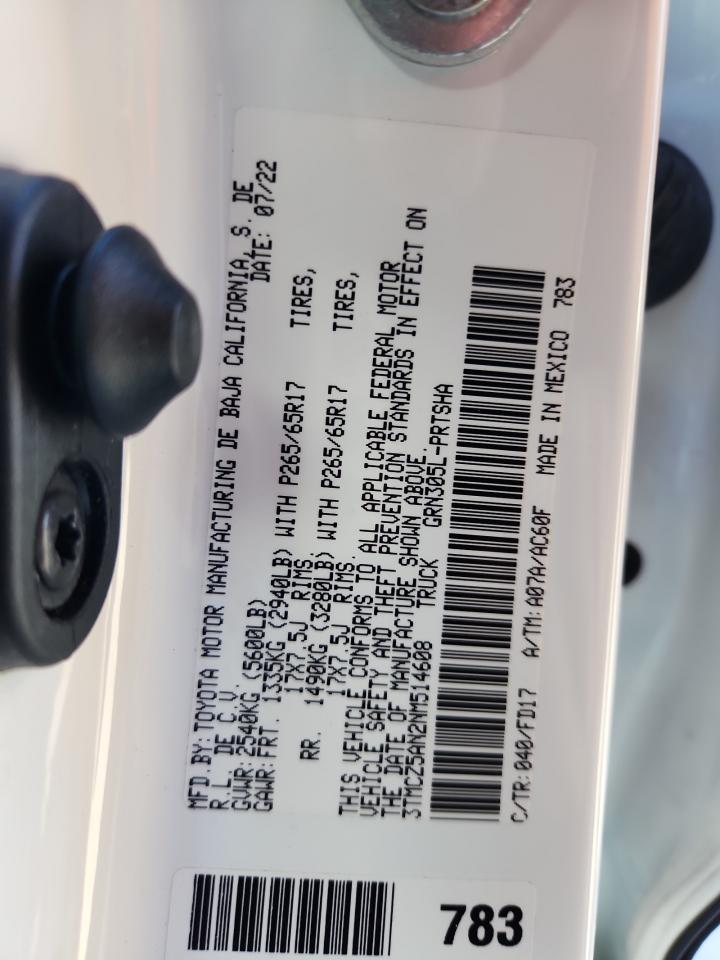 MFD BY: TOYOTA MOTOR MANUFACTURING DE BAJA CALIFORNIA, S. DE
R.L. DE C.V. DATE: 07/22
GVWR: 2540KG (5600LB)
GAWR: FRT. 1335KG (2940LB) WITH P265/65R17 TIRES,
17X7.5J RIMS
RR. 1490KG (3280LB) WITH P265/65R17 TIRES,
17X7.5J RIMS.
THIS VEHICLE CONFORMS TO ALL APPLICABLE FEDERAL MOTOR
VEHICLE SAFETY AND THEFT PREVENTION STANDARDS IN EFFECT ON
THE DATE OF MANUFACTURE SHOWN ABOVE.
3TMCZ5AN2NM514608 TRUCK GRN305L-PRTSHA
C/TR: 040/FD17 A/TM: A07A/AC60F MADE IN MEXICO 783
783